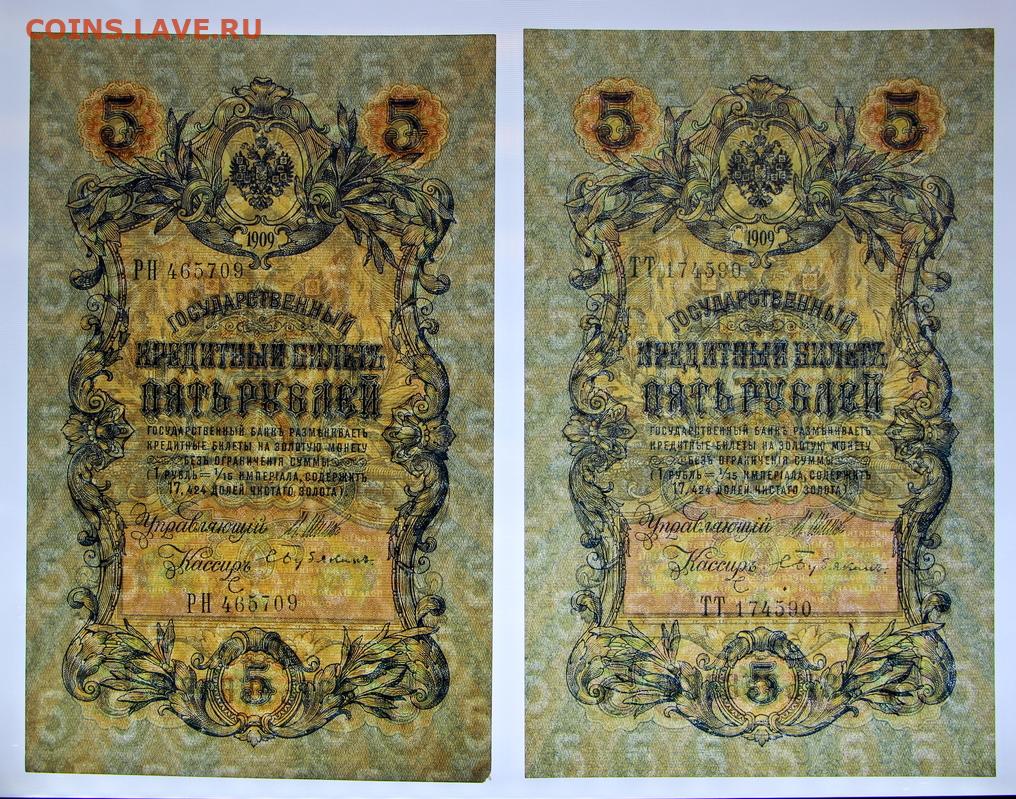 COINS.LAVE.RU
5 5
1909
РН 465709
ГОСУДАРСТВЕННЫЙ
КРЕДИТНЫЙ БИЛЕТЪ
ПЯТЬ РУБЛЕЙ
ГОСУДАРСТВЕННЫЙ БАНКЪ РАЗМѢНИВАЕТЪ
КРЕДИТНЫЕ БИЛЕТЫ НА ЗОЛОТУЮ МОНЕТУ
БЕЗЪ ОГРАНИЧЕНІЯ СУММЫ
(1 РУБЛЬ = 1/15 ИМПЕРІАЛА, СОДЕРЖИТЪ
17,424 ДОЛЕЙ ЧИСТАГО ЗОЛОТА).
Управляющій
Кассиръ
РН 465709
5
5 5
1909
ТТ 174590
ГОСУДАРСТВЕННЫЙ
КРЕДИТНЫЙ БИЛЕТЪ
ПЯТЬ РУБЛЕЙ
ГОСУДАРСТВЕННЫЙ БАНКЪ РАЗМѢНИВАЕТЪ
КРЕДИТНЫЕ БИЛЕТЫ НА ЗОЛОТУЮ МОНЕТУ
БЕЗЪ ОГРАНИЧЕНІЯ СУММЫ
(1 РУБЛЬ = 1/15 ИМПЕРІАЛА, СОДЕРЖИТЪ
17,424 ДОЛЕЙ ЧИСТАГО ЗОЛОТА).
Управляющій
Кассиръ
ТТ 174590
5